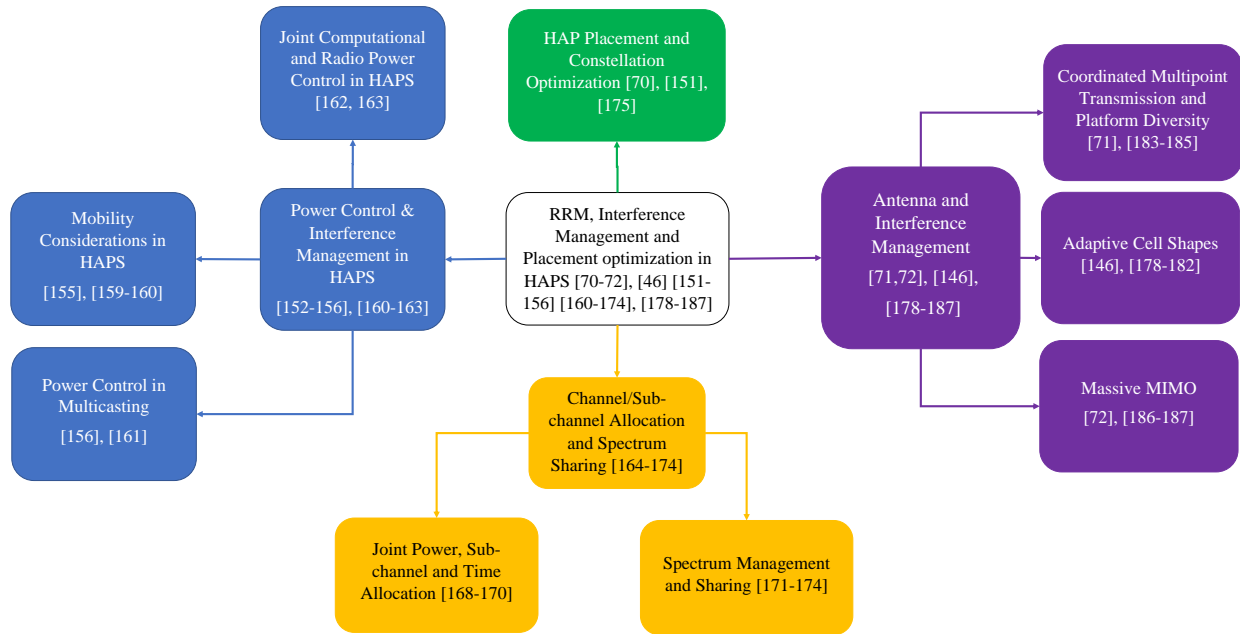 Joint Computational
and Radio Power
Control in HAPS
[162, 163]
HAP Placement and
Constellation
Optimization [70], [151],
[175]
Coordinated Multipoint
Transmission and
Platform Diversity
[71], [183-185]
Mobility
Considerations in
HAPS
[155], [159-160]
Power Control &
Interference
Management in
HAPS
[152-156], [160-163]
RRM, Interference
Management and
Placement optimization in
HAPS [70-72], [46] [151-
156] [160-174], [178-187]
Antenna and
Interference
Management
[71,72], [146],
[178-187]
Adaptive Cell Shapes
[146], [178-182]
Power Control in
Multicasting
[156], [161]
Channel/Sub-
channel Allocation
and Spectrum
Sharing [164-174]
Massive MIMO
[72], [186-187]
Joint Power, Sub-
channel and Time
Allocation [168-170]
Spectrum Management
and Sharing [171-174]